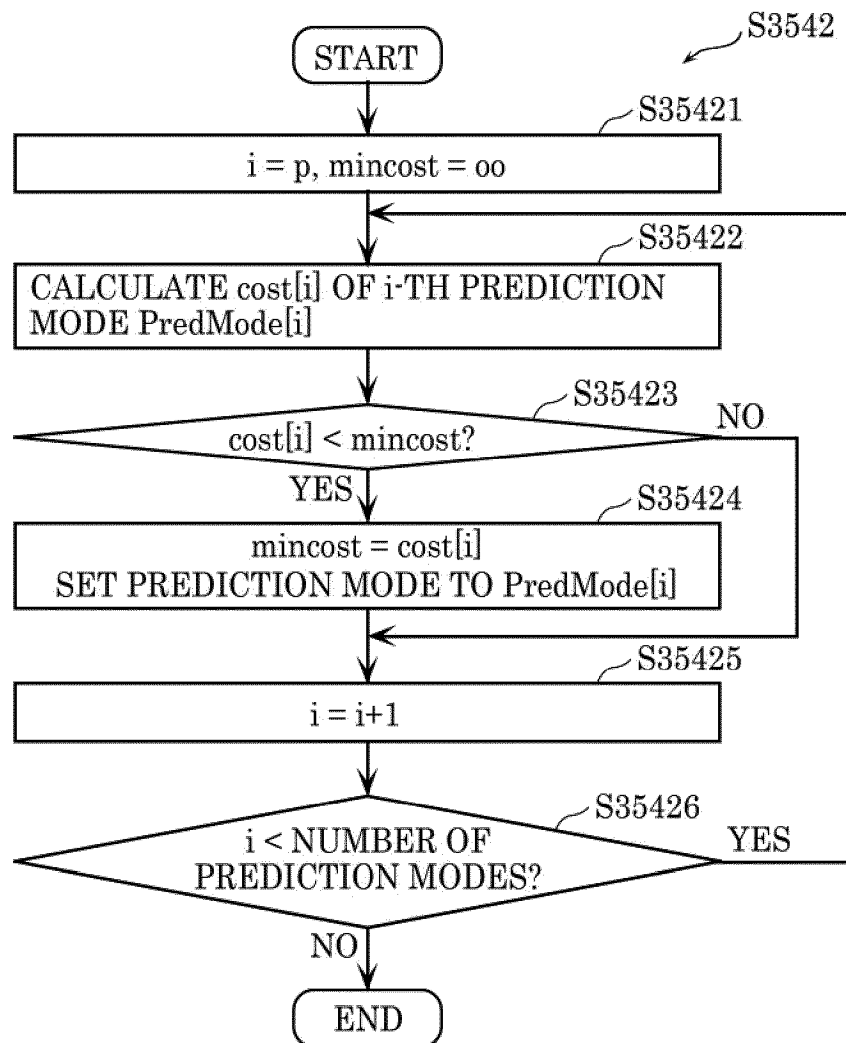 S3542
START
S35421
i = p, mincost = oo
S35422
CALCULATE cost[i] OF i-TH PREDICTION
MODE PredMode[i]
S35423
cost[i] < mincost?
NO
YES
S35424
mincost = cost[i]
SET PREDICTION MODE TO PredMode[i]
S35425
i = i+1
S35426
i < NUMBER OF
PREDICTION MODES?
YES
NO
END